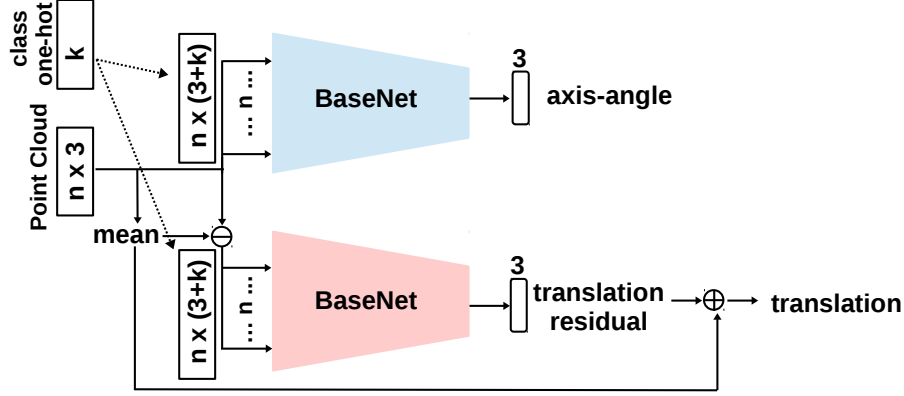 class
one-hot
k
Point Cloud
n x 3
n x (3+k)
... n ...
BaseNet
3
axis-angle
mean
n x (3+k)
... n ...
BaseNet
3
translation
residual
translation